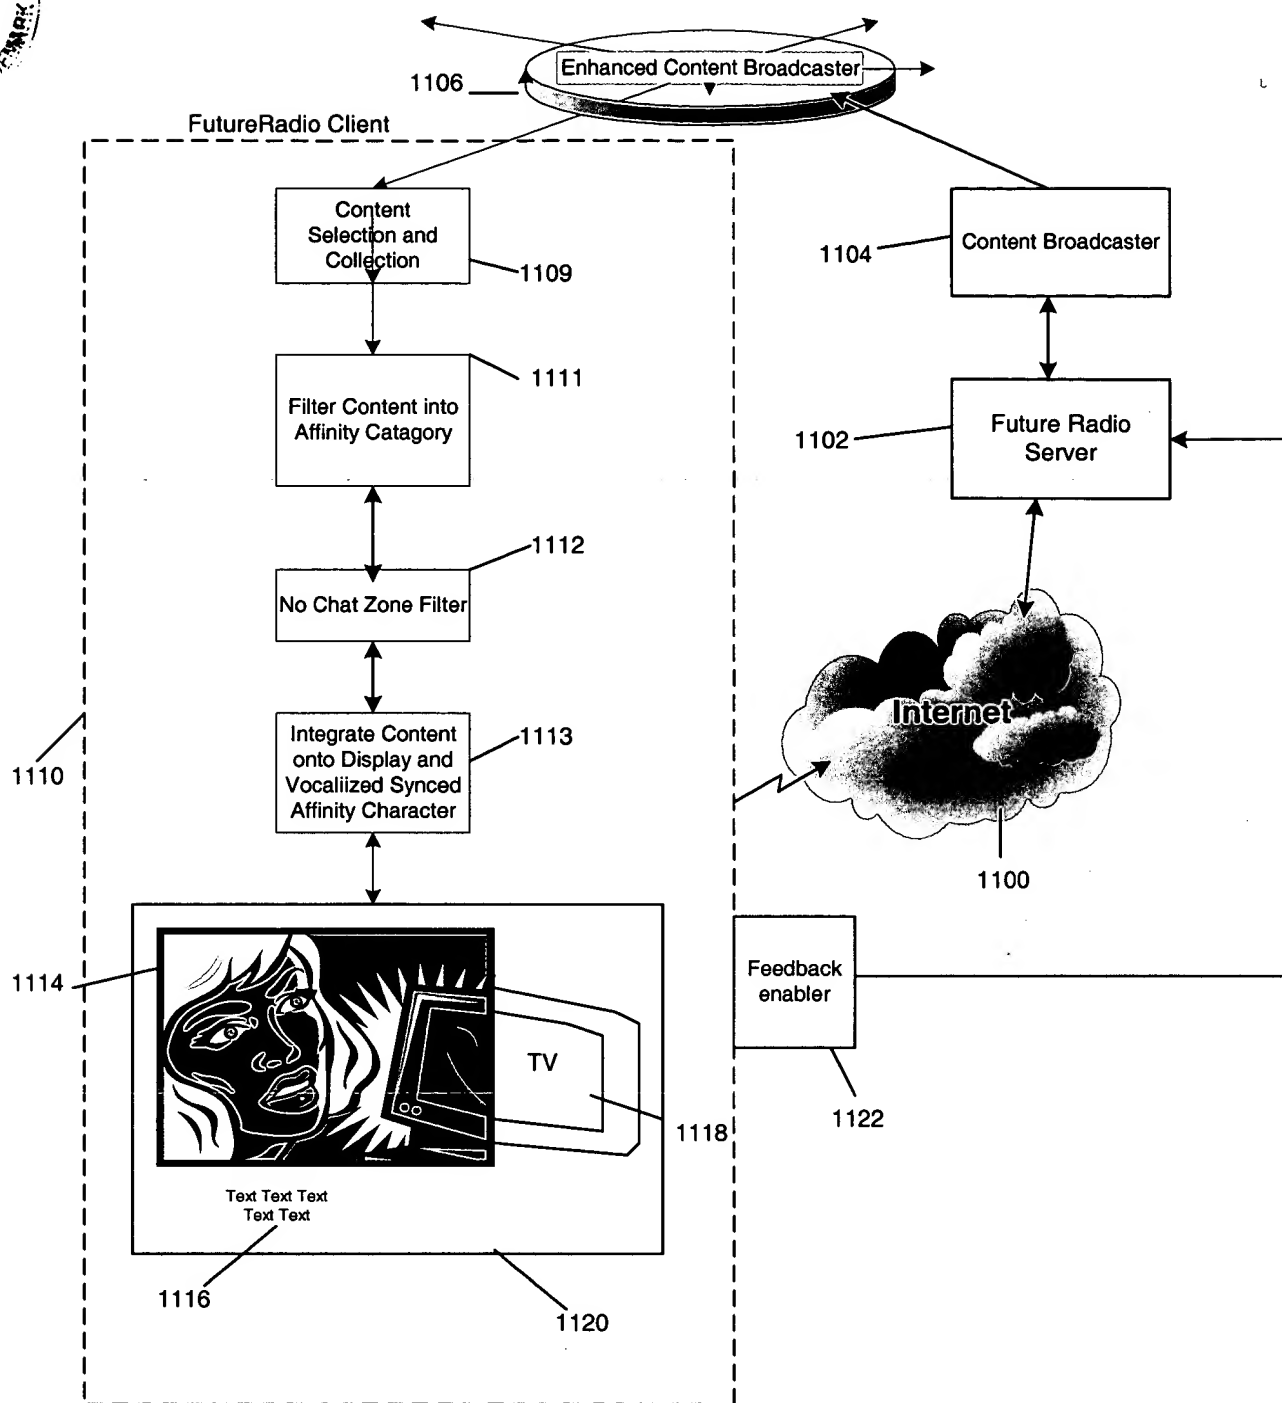 Enhanced Content Broadcaster
1106
FutureRadio Client
Content
Selection and
Collection
1109
1104
Content Broadcaster
1111
Filter Content into
Affinity Catagory
1102
Future Radio
Server
1112
No Chat Zone Filter
Internet
1110
Integrate Content
onto Display and
Vocaliized Synced
Affinity Character
1113
1100
1114
Feedback
enabler
TV
1118
1122
Text Text Text
Text Text
1116
1120